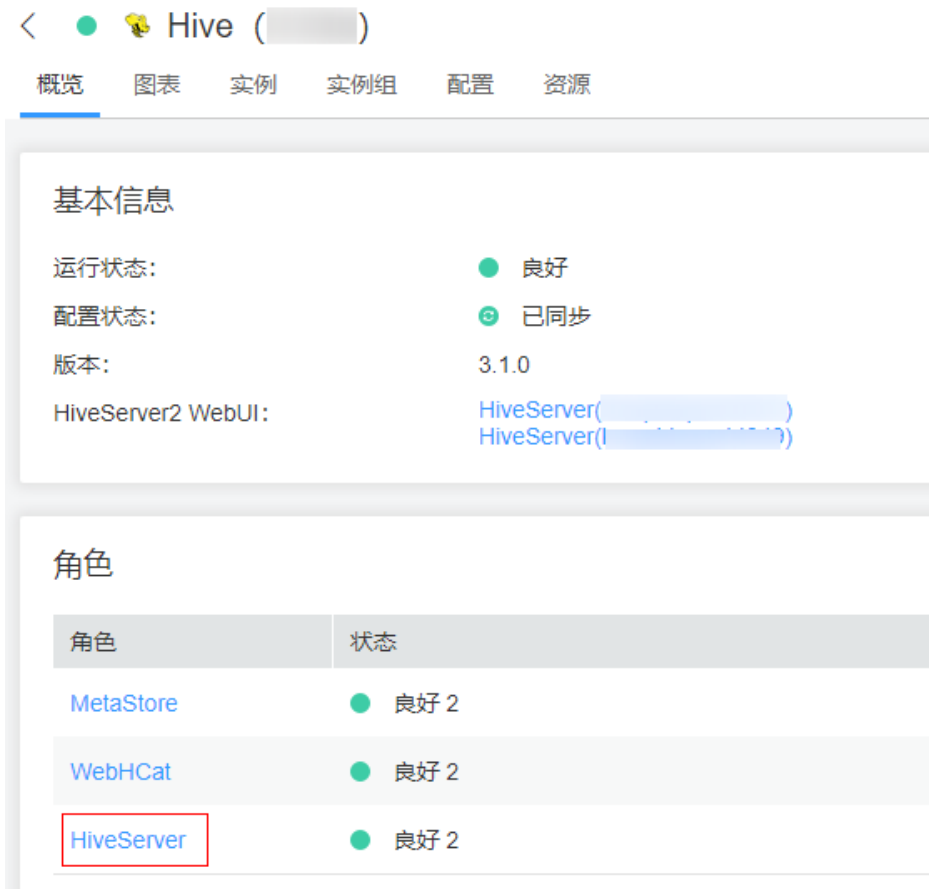 Hive ( )
概览 图表 实例 实例组 配置 资源
基本信息
运行状态: 良好
配置状态: 已同步
版本: 3.1.0
HiveServer2 WebUI: HiveServer( )
HiveServer( )
角色
角色 状态
MetaStore 良好 2
WebHCat 良好 2
HiveServer 良好 2